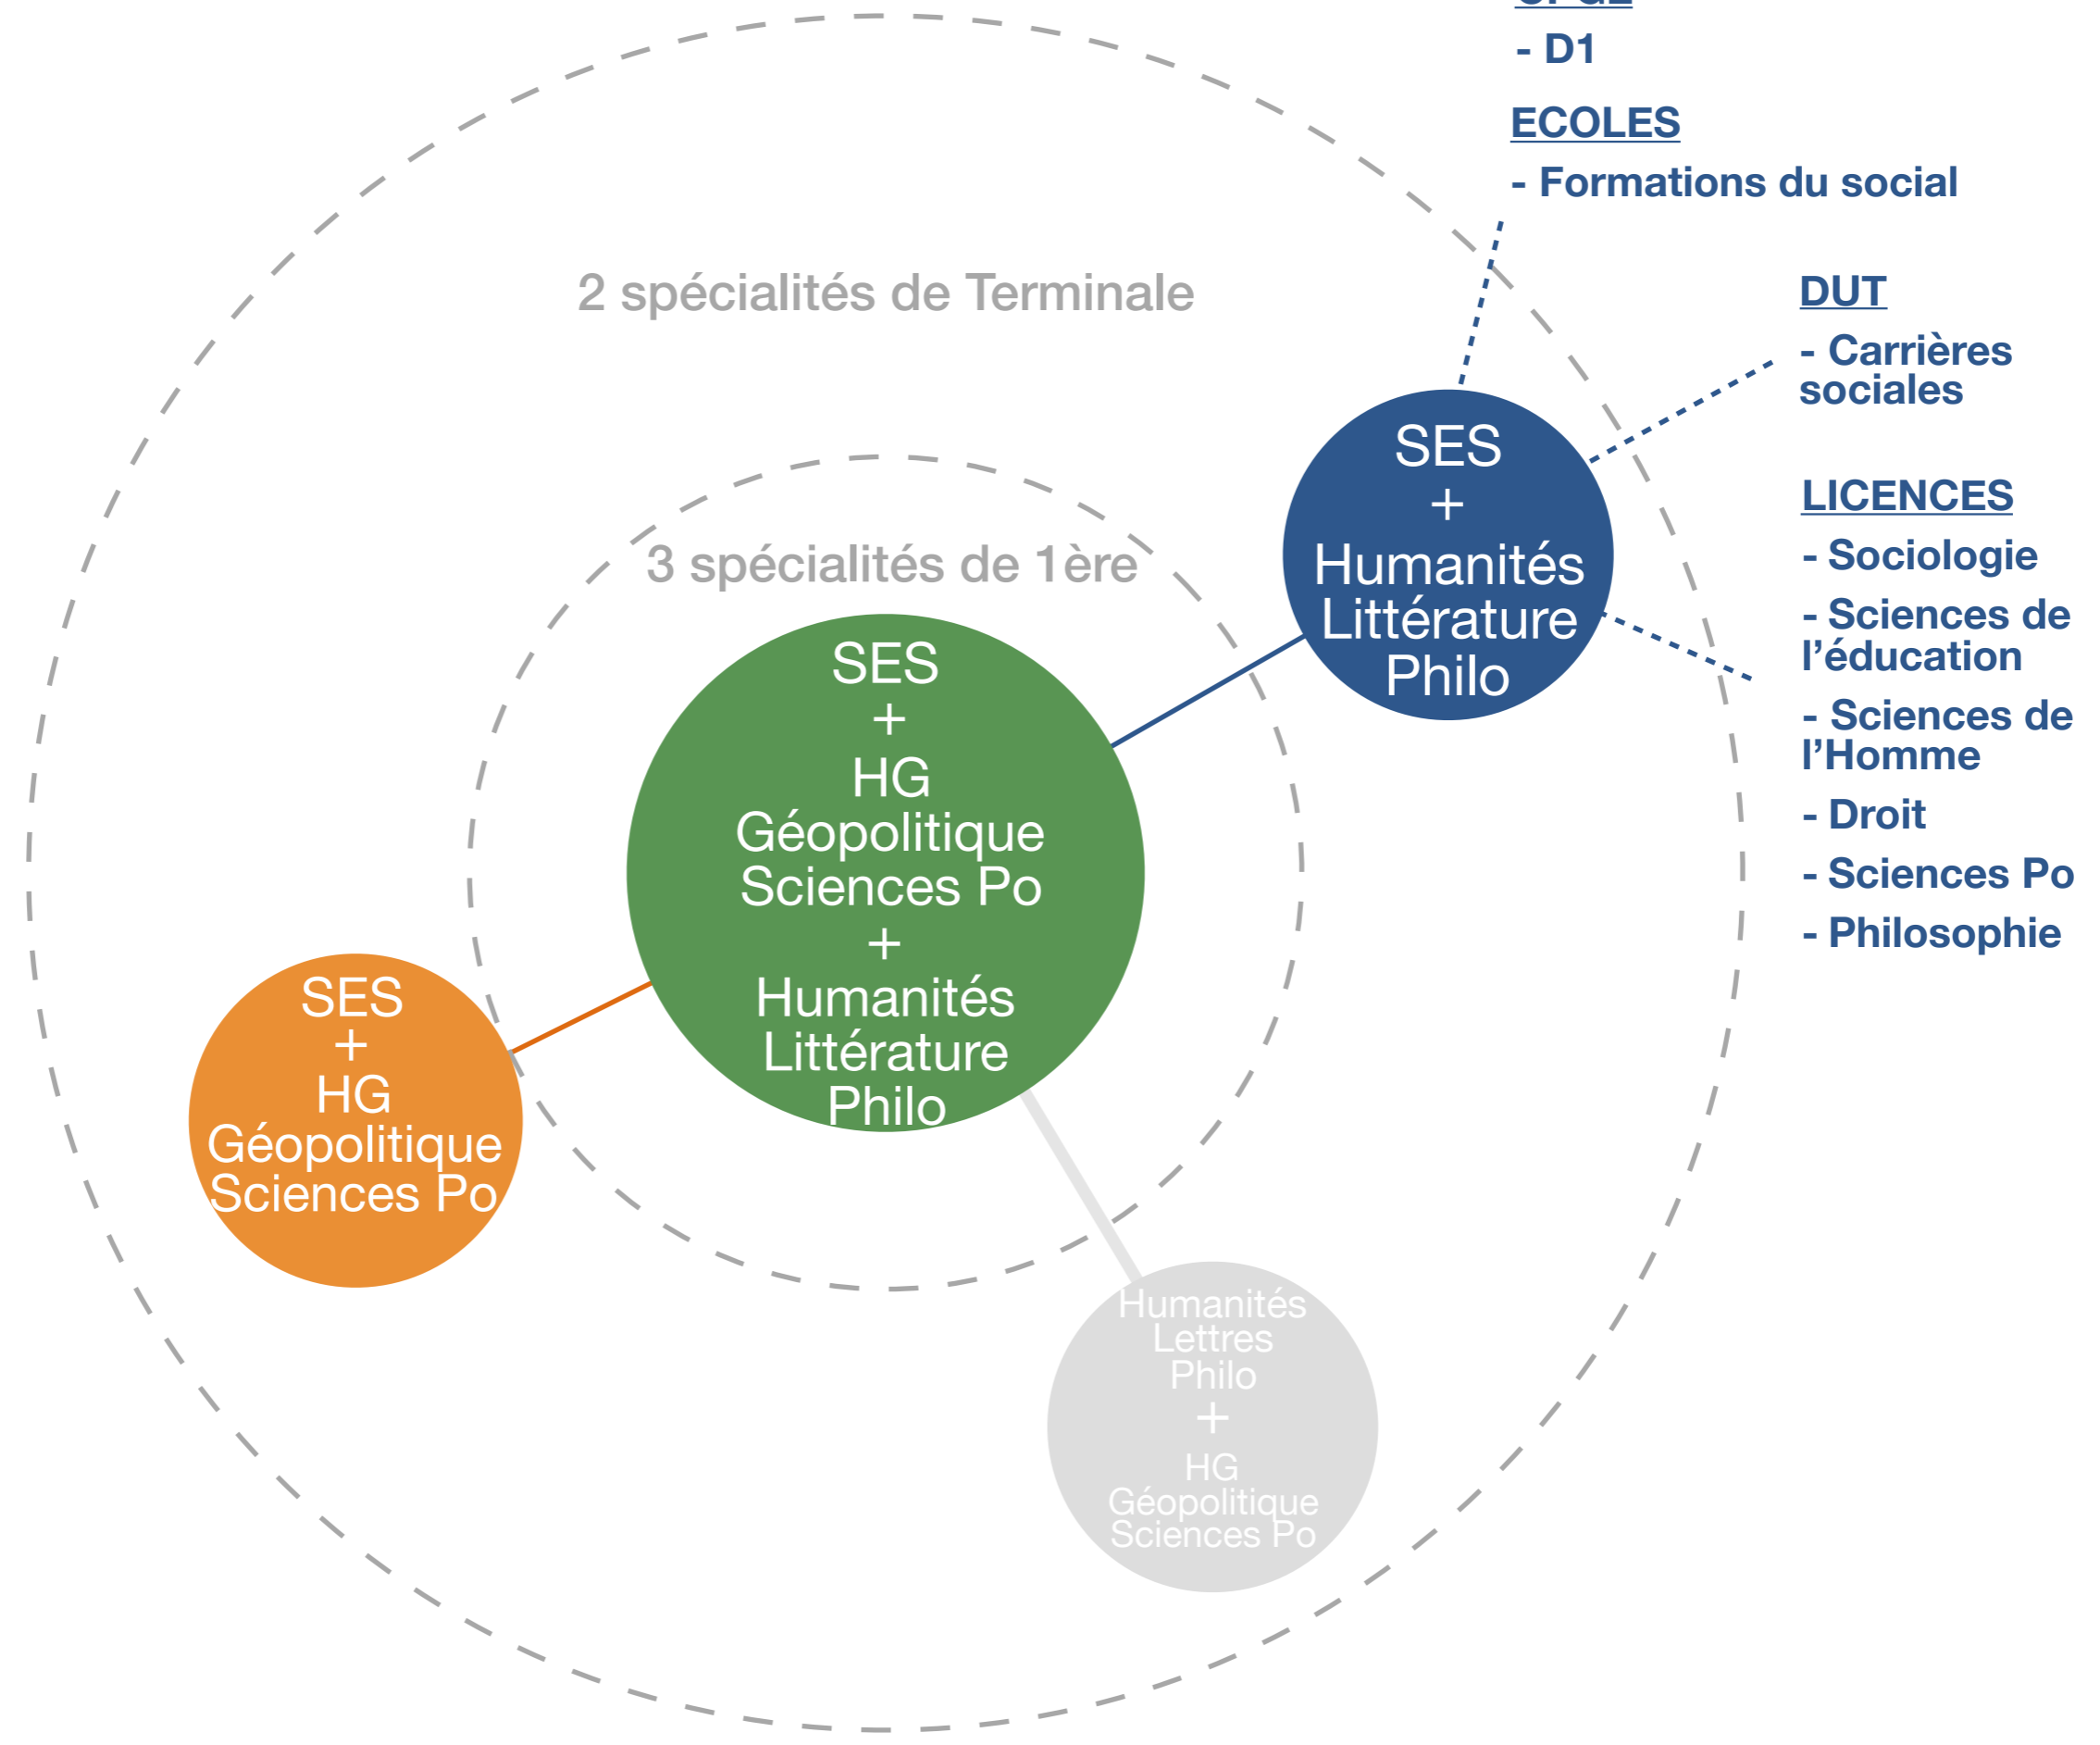 - D1
ECOLES
- Formations du social
2 spécialités de Terminale
DUT
- Carrières
sociales
SES
+
Humanités
Littérature
Philo
LICENCES
- Sociologie
- Sciences de
l’éducation
- Sciences de
l’Homme
- Droit
- Sciences Po
- Philosophie
3 spécialités de 1ère
SES
+
HG
Géopolitique
Sciences Po
+
Humanités
Littérature
Philo
SES
+
HG
Géopolitique
Sciences Po
Humanités
Lettres
Philo
+
HG
Géopolitique
Sciences Po